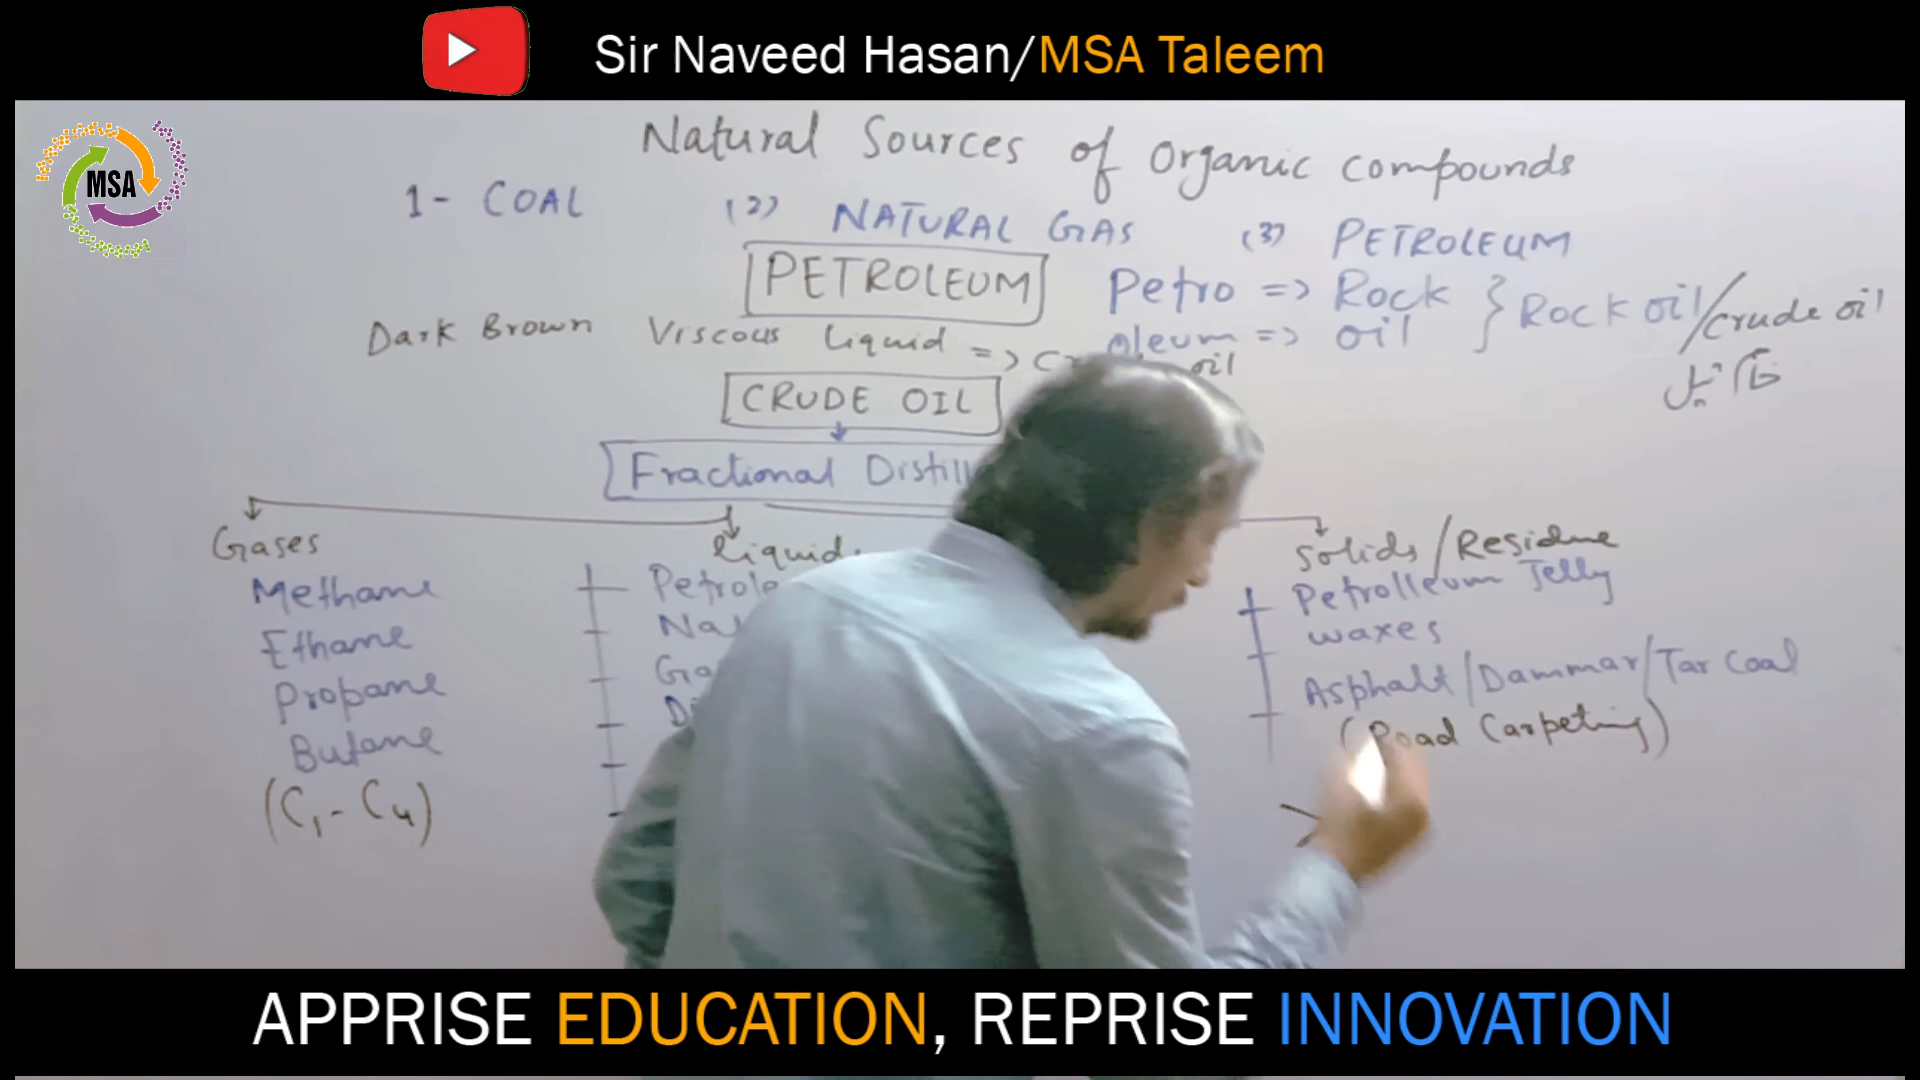 Sir Naveed Hasan/MSA Taleem
MSA
Natural Sources of Organic compounds
1- COAL (2) NATURAL GAS (3) PETROLEUM
PETROLEUM Petro => Rock } Rock oil/crude oil
oleum => oil
Dark Brown Viscous liquid => oil
CRUDE OIL
Fractional
Gases
Methane
Ethane
Propane
Butane
(C₁-C₄)
Solids/Residue
Petrolleum Jelly
waxes
Asphalt/Dammar/Tar Coal
(Road Carpeting)
APPRISE EDUCATION, REPRISE INNOVATION